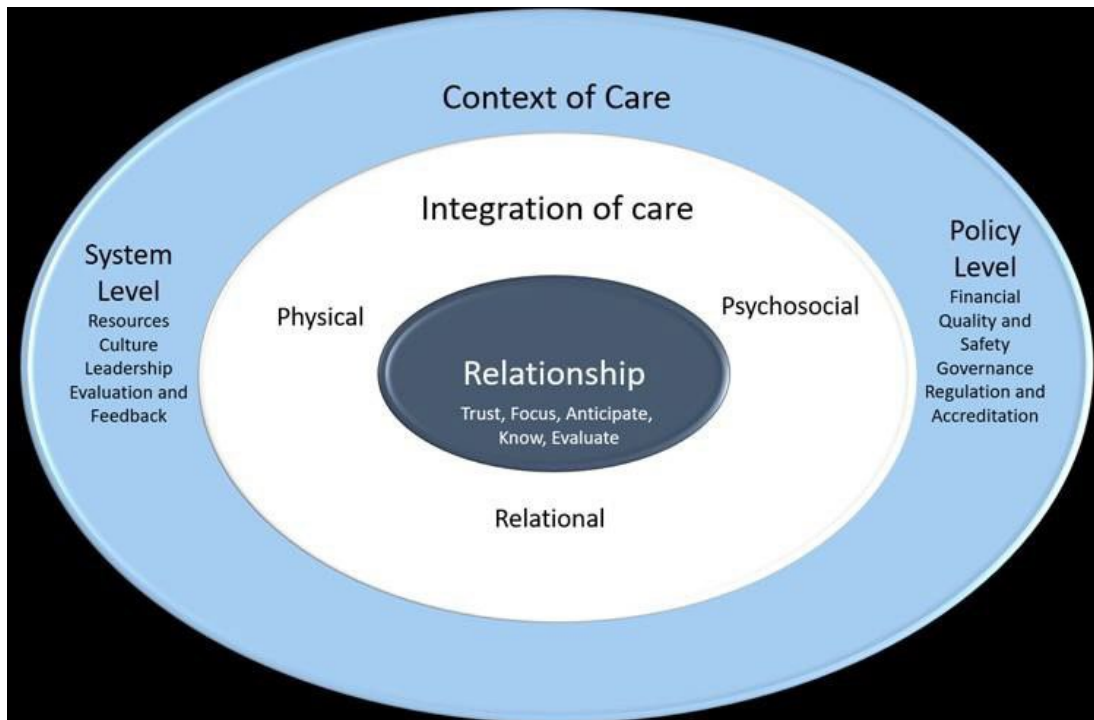 Context of Care
Integration of care
System
Level
Resources
Culture
Leadership
Evaluation and
Feedback
Physical
Psychosocial
Policy
Level
Financial
Quality and
Safety
Governance
Regulation and
Accreditation
Relationship
Trust, Focus, Anticipate,
Know, Evaluate
Relational